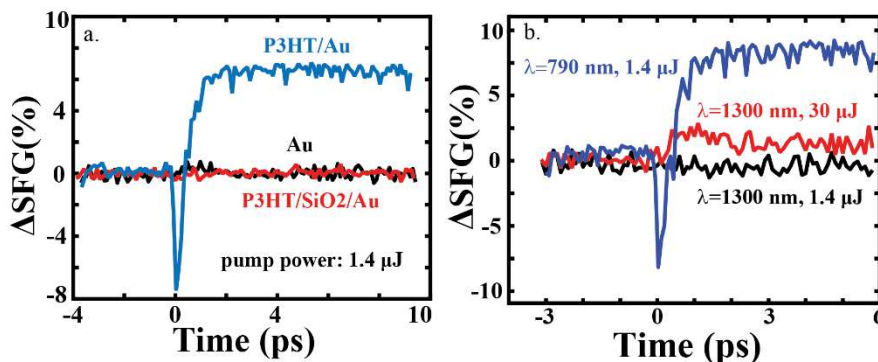 a.
P3HT/Au
Au
P3HT/SiO2/Au
pump power: 1.4 µJ
ΔSFG(%)
10
6
2
0
-4
-8
-4
0
4
10
Time (ps)
b.
λ=790 nm, 1.4 µJ
λ=1300 nm, 30 µJ
λ=1300 nm, 1.4 µJ
ΔSFG(%)
10
5
0
-5
-10
-3
0
3
Time (ps)